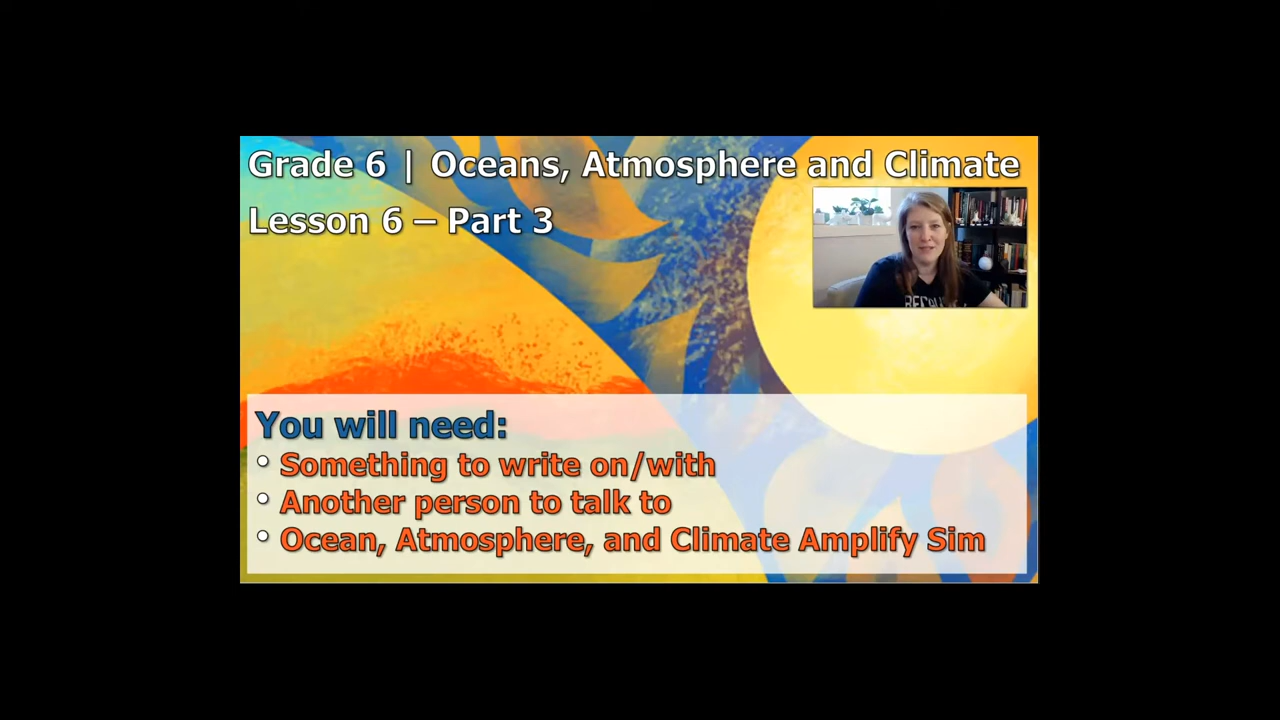 Grade 6 | Oceans, Atmosphere and Climate
Lesson 6 – Part 3
You will need:
• Something to write on/with
• Another person to talk to
• Ocean, Atmosphere, and Climate Amplify Sim